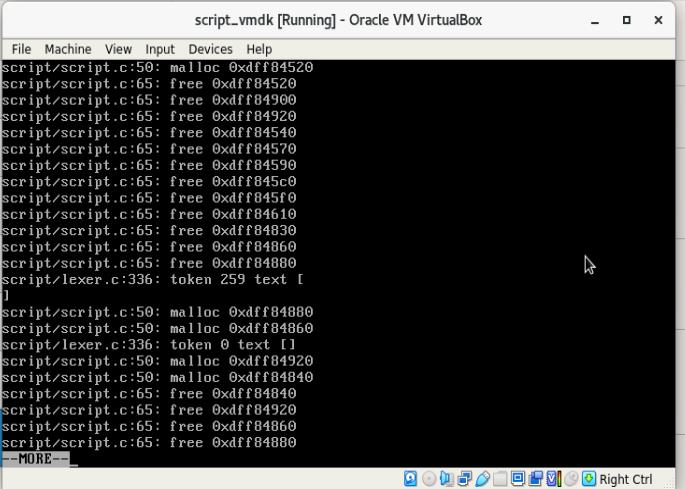 script_vmdk [Running] - Oracle VM VirtualBox
File Machine View Input Devices Help
script/script.c:50: malloc 0xdff84520
script/script.c:65: free 0xdff84520
script/script.c:65: free 0xdff84900
script/script.c:65: free 0xdff84920
script/script.c:65: free 0xdff84540
script/script.c:65: free 0xdff84570
script/script.c:65: free 0xdff84590
script/script.c:65: free 0xdff845c0
script/script.c:65: free 0xdff845f0
script/script.c:65: free 0xdff84610
script/script.c:65: free 0xdff84830
script/script.c:65: free 0xdff84860
script/script.c:65: free 0xdff84880
script/lexer.c:336: token 259 text [
]
script/script.c:50: malloc 0xdff84880
script/script.c:50: malloc 0xdff84860
script/lexer.c:336: token 0 text []
script/script.c:50: malloc 0xdff84920
script/script.c:50: malloc 0xdff84840
script/script.c:65: free 0xdff84840
script/script.c:65: free 0xdff84920
script/script.c:65: free 0xdff84860
script/script.c:65: free 0xdff84880
--MORE--_
Right Ctrl